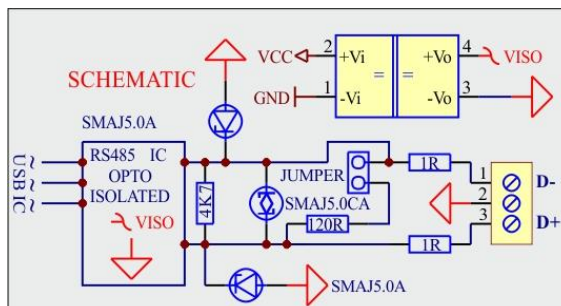 SCHEMATIC
VCC
2
+Vi
+Vo
4
VISO
=
=
GND
1
-Vi
-Vo
3
SMAJ5.0A
USB IC
~
~
~
RS485 IC
OPTO
ISOLATED
VISO
4K7
JUMPER
SMAJ5.0CA
120R
1R
1
D-
2
3
D+
1R
SMAJ5.0A